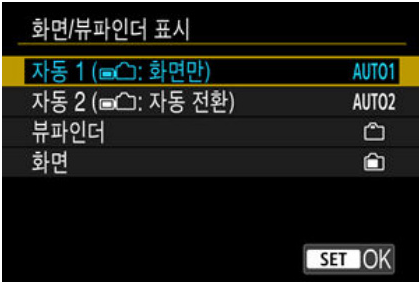 화면/뷰파인더 표시
자동 1 (: 화면만) AUTO1
자동 2 (: 자동 전환) AUTO2
뷰파인더
화면
SET OK